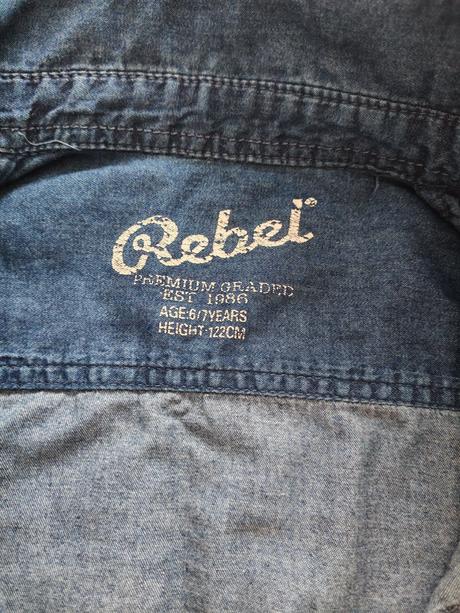 Rebel
PREMIUM GRADED
EST 1986
AGE:6/7YEARS
HEIGHT:122CM